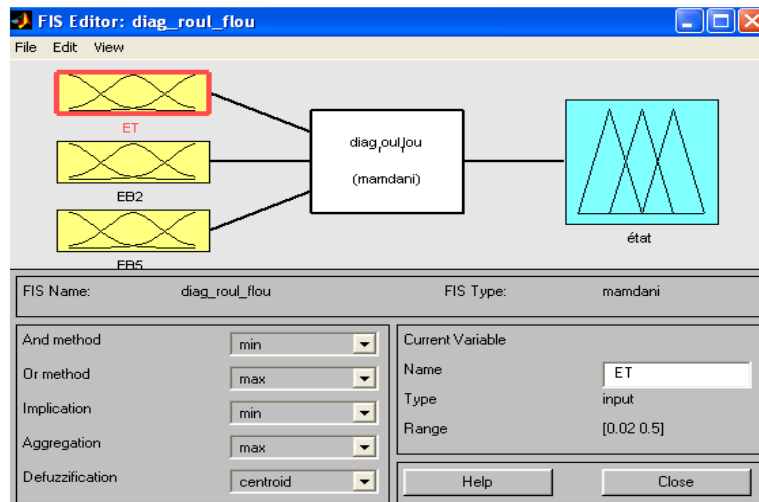 FIS Editor: diag_roul_flou
File Edit View
ET
EB2
EB5
diagroulflou
(mamdani)
état
FIS Name: diag_roul_flou FIS Type: mamdani
And method min
Or method max
Implication min
Aggregation max
Defuzzification centroid
Current Variable
Name ET
Type input
Range [0.02 0.5]
Help Close